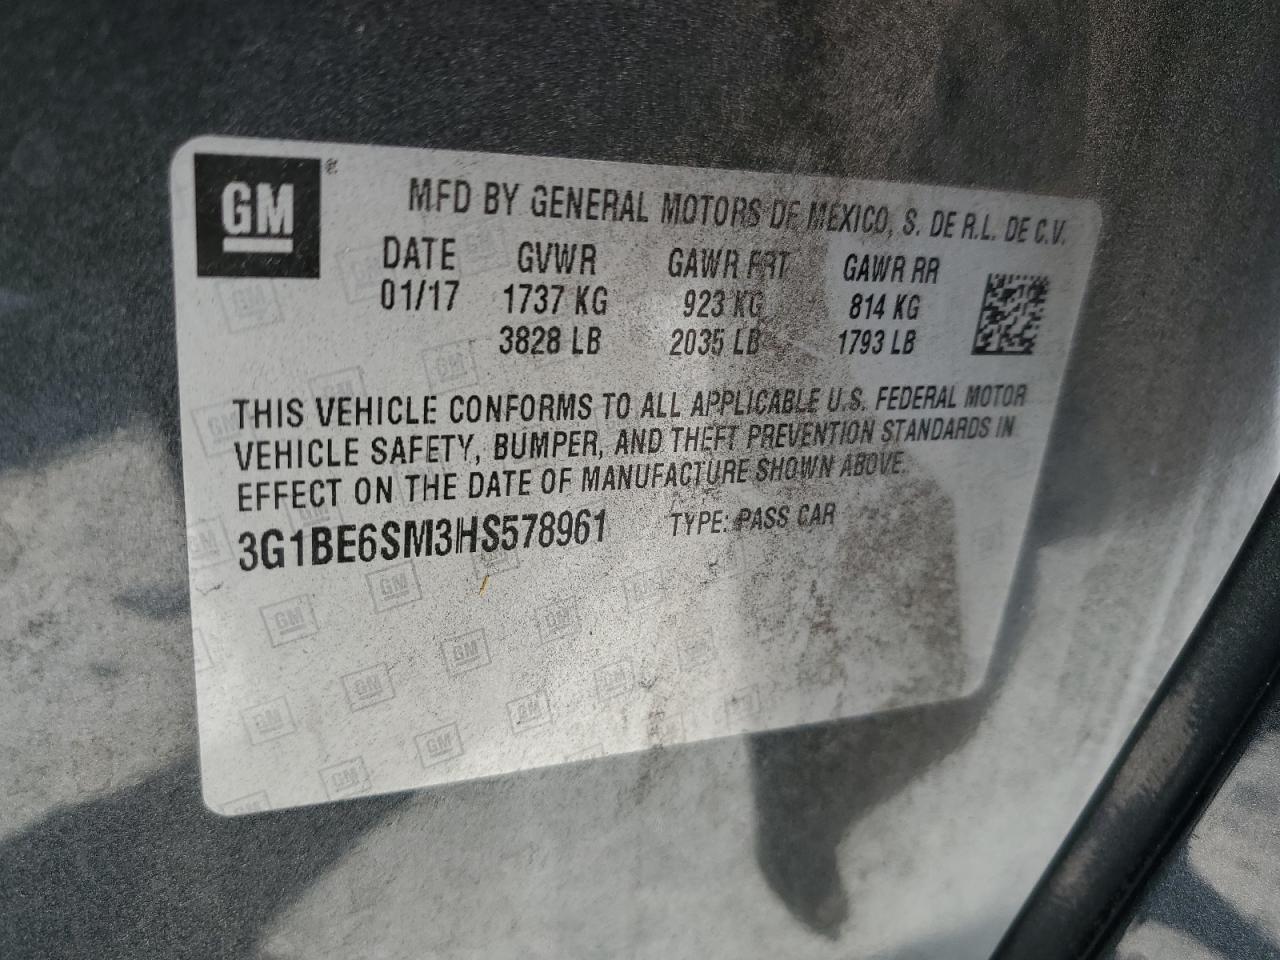 GM
MFD BY GENERAL MOTORS DE MEXICO, S. DE R.L. DE C.V.
DATE GVWR GAWR FRT GAWR RR
01/17 1737 KG 923 KG 814 KG
3828 LB 2035 LB 1793 LB
THIS VEHICLE CONFORMS TO ALL APPLICABLE U.S. FEDERAL MOTOR
VEHICLE SAFETY, BUMPER, AND THEFT PREVENTION STANDARDS IN
EFFECT ON THE DATE OF MANUFACTURE SHOWN ABOVE.
3G1BE6SM3HS578961 TYPE: PASS CAR